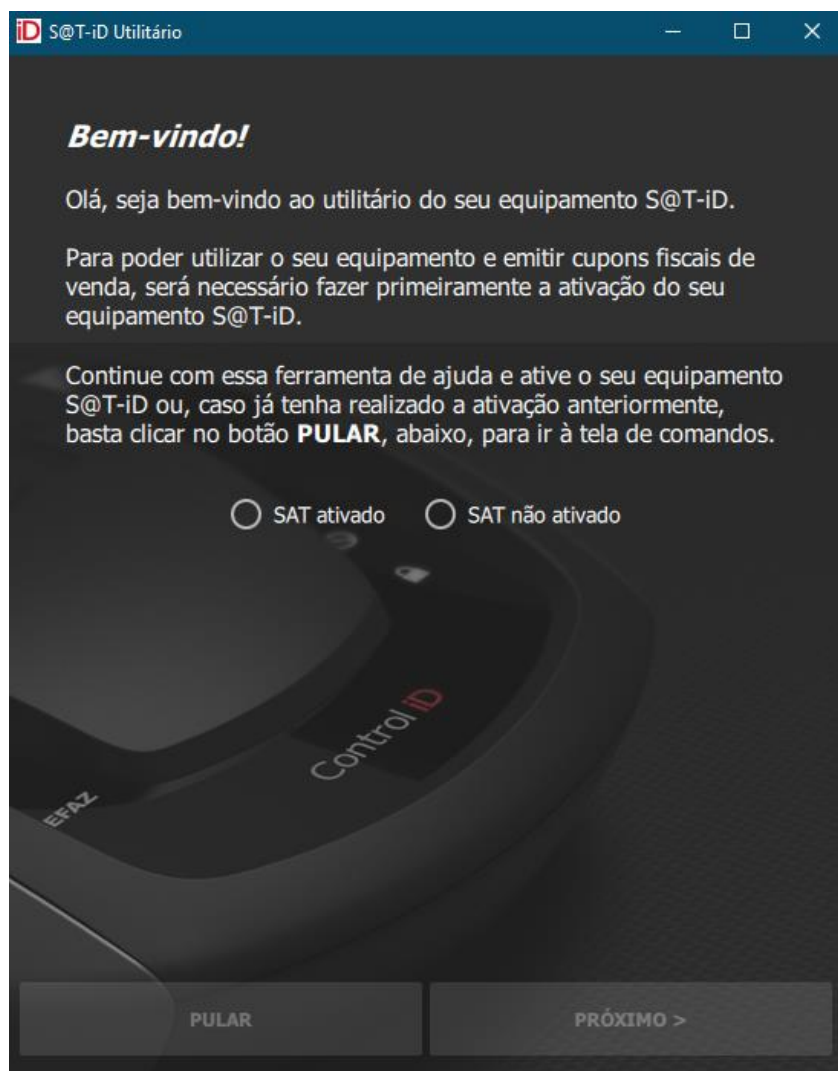 iD S@T-iD Utilitário
Bem-vindo!
Olá, seja bem-vindo ao utilitário do seu equipamento S@T-iD.
Para poder utilizar o seu equipamento e emitir cupons fiscais de
venda, será necessário fazer primeiramente a ativação do seu
equipamento S@T-iD.
Continue com essa ferramenta de ajuda e ative o seu equipamento
S@T-iD ou, caso já tenha realizado a ativação anteriormente,
basta clicar no botão PULAR, abaixo, para ir à tela de comandos.
SAT ativado SAT não ativado
Control iD
EFAZ
PULAR PRÓXIMO >